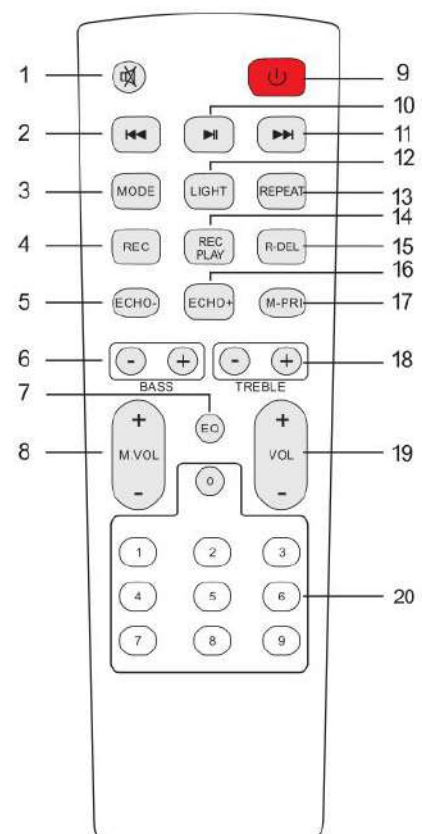 1 9
10
2 11
12
MODE LIGHT REPEAT
3 13
14
4 REC REC PLAY R-DEL 15
16
5 ECHO- ECHO+ M-PRI 17
6 - + - + 18
BASS TREBLE
7
+ EQ +
8 M.VOL VOL 19
- 0 -
1 2 3
4 5 6 20
7 8 9